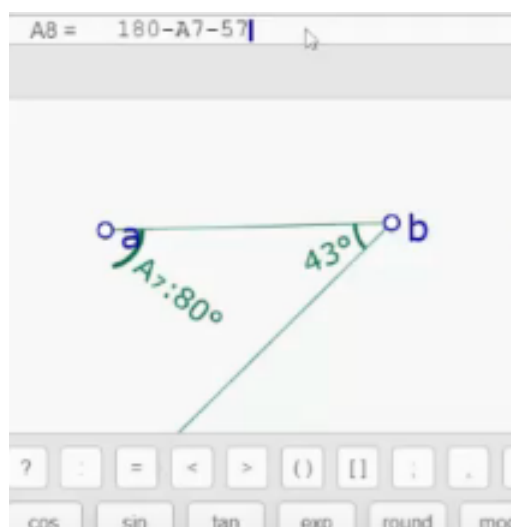 A8 = 180-A7-57
a
b
43°
A₇:80°
? : = < > () [] ; ,
cos sin tan exp round